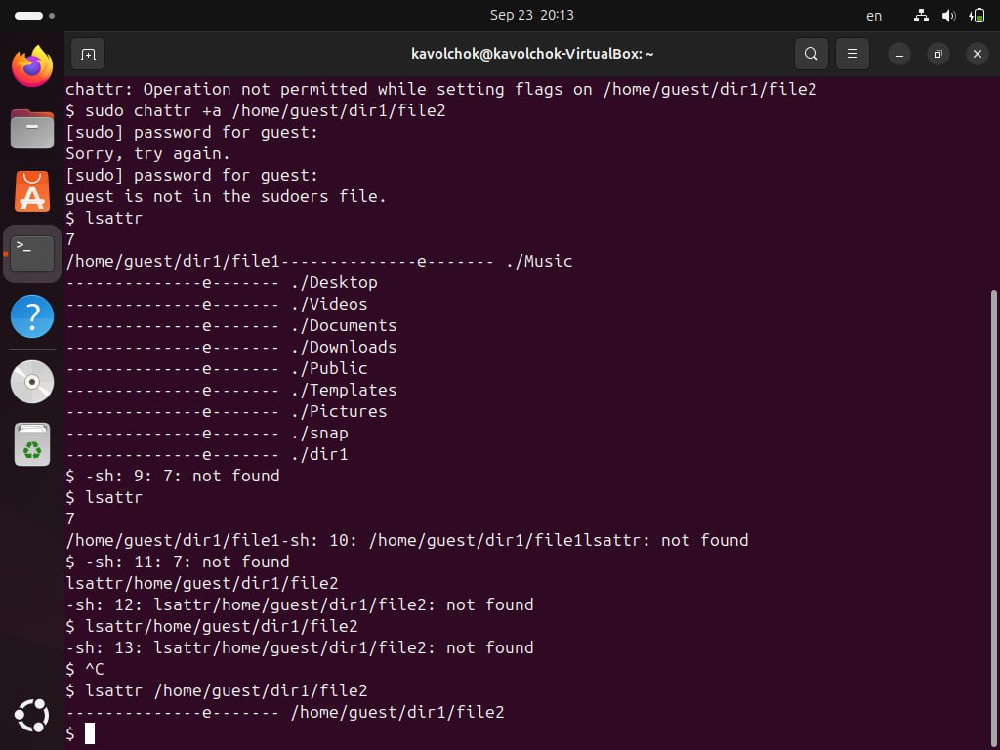 Sep 23 20:13
en
kavolchok@kavolchok-VirtualBox: ~
chattr: Operation not permitted while setting flags on /home/guest/dir1/file2
$ sudo chattr +a /home/guest/dir1/file2
[sudo] password for guest:
Sorry, try again.
[sudo] password for guest:
guest is not in the sudoers file.
$ lsattr
7
/home/guest/dir1/file1--------------e------- ./Music
--------------e------- ./Desktop
--------------e------- ./Videos
--------------e------- ./Documents
--------------e------- ./Downloads
--------------e------- ./Public
--------------e------- ./Templates
--------------e------- ./Pictures
--------------e------- ./snap
--------------e------- ./dir1
$ -sh: 9: 7: not found
$ lsattr
7
/home/guest/dir1/file1-sh: 10: /home/guest/dir1/file1lsattr: not found
$ -sh: 11: 7: not found
lsattr/home/guest/dir1/file2
-sh: 12: lsattr/home/guest/dir1/file2: not found
$ lsattr/home/guest/dir1/file2
-sh: 13: lsattr/home/guest/dir1/file2: not found
$ ^C
$ lsattr /home/guest/dir1/file2
--------------e------- /home/guest/dir1/file2
$